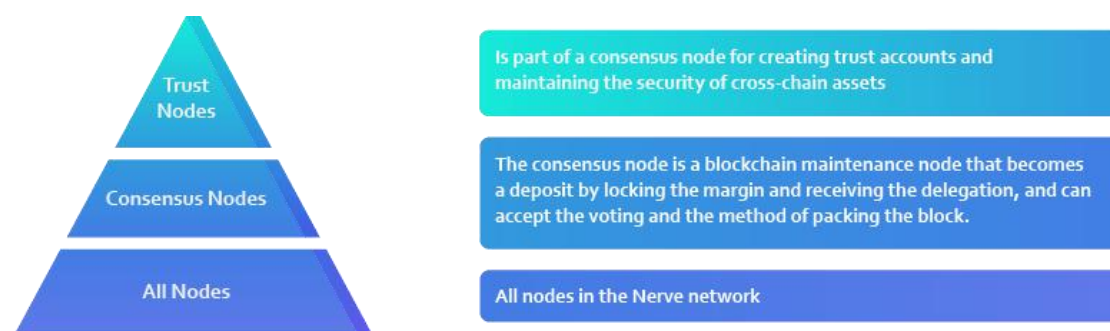 Trust
Nodes
Is part of a consensus node for creating trust accounts and
maintaining the security of cross-chain assets
Consensus Nodes
The consensus node is a blockchain maintenance node that becomes
a deposit by locking the margin and receiving the delegation, and can
accept the voting and the method of packing the block.
All Nodes
All nodes in the Nerve network